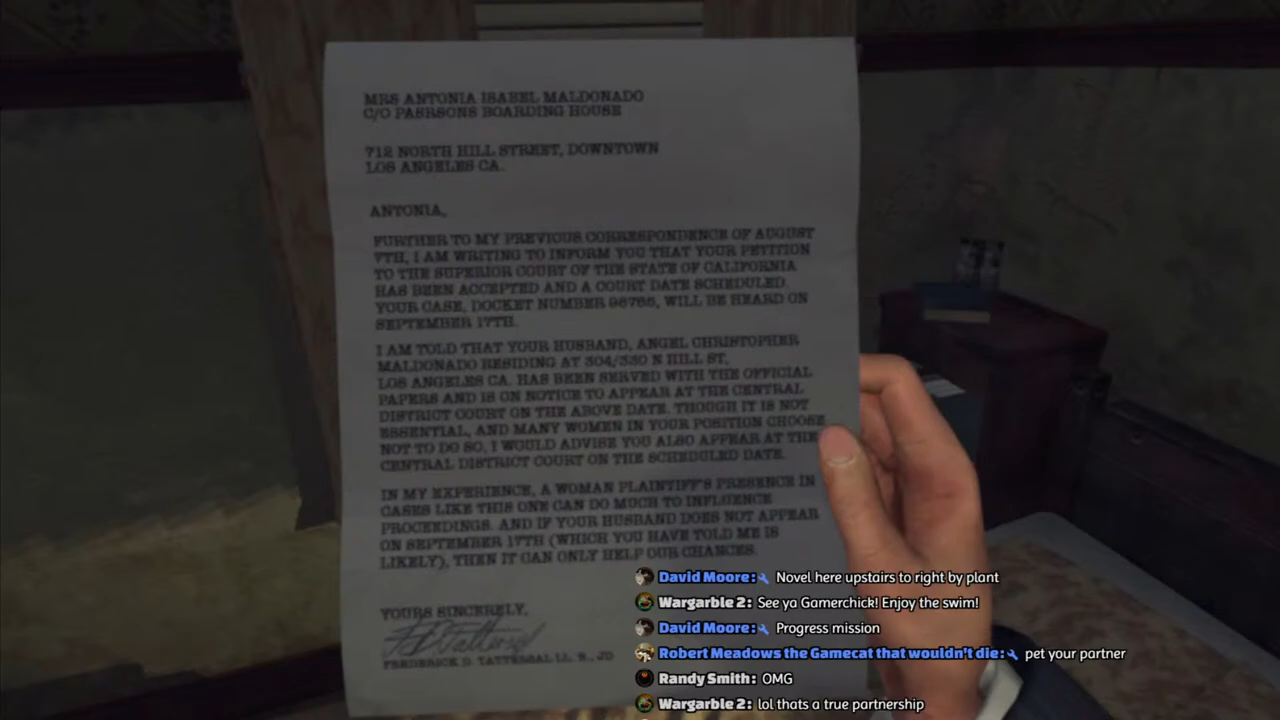 MRS ANTONIA ISABEL MALDONADO
C/O PASRSONS BOARDING HOUSE
712 NORTH HILL STREET, DOWNTOWN
LOS ANGELES CA.
ANTONIA,
FURTHER TO MY PREVIOUS CORRESPONDENCE OF AUGUST
7TH, I AM WRITING TO INFORM YOU THAT YOUR PETITION
TO THE SUPERIOR COURT OF THE STATE OF CALIFORNIA
HAS BEEN ACCEPTED AND A COURT DATE SCHEDULED.
YOUR CASE, DOCKET NUMBER 98765, WILL BE HEARD ON
SEPTEMBER 17TH.
I AM TOLD THAT YOUR HUSBAND, ANGEL CHRISTOPHER
MALDONADO RESIDING AT 304/330 N HILL ST,
LOS ANGELES CA. HAS BEEN SERVED WITH THE OFFICIAL
PAPERS AND IS ON NOTICE TO APPEAR AT THE CENTRAL
DISTRICT COURT ON THE ABOVE DATE. THOUGH IT IS NOT
ESSENTIAL, AND MANY WOMEN IN YOUR POSITION CHOOSE
NOT TO DO SO, I WOULD ADVISE YOU ALSO APPEAR AT THE
CENTRAL DISTRICT COURT ON THE SCHEDULED DATE.
IN MY EXPERIENCE, A WOMAN PLAINTIFF'S PRESENCE IN
CASES LIKE THIS ONE CAN DO MUCH TO INFLUENCE
PROCEEDINGS. AND IF YOUR HUSBAND DOES NOT APPEAR
ON SEPTEMBER 17TH (WHICH YOU HAVE TOLD ME IS
LIKELY), THEN IT CAN ONLY HELP OUR CHANCES.
YOURS SINCERELY,
FREDERICK D. TATTERSAL LL. B., JD
David Moore: Novel here upstairs to right by plant
Wargarble 2: See ya Gamerchick! Enjoy the swim!
David Moore: Progress mission
Robert Meadows the Gamecat that wouldn't die: pet your partner
Randy Smith: OMG
Wargarble 2: lol thats a true partnership